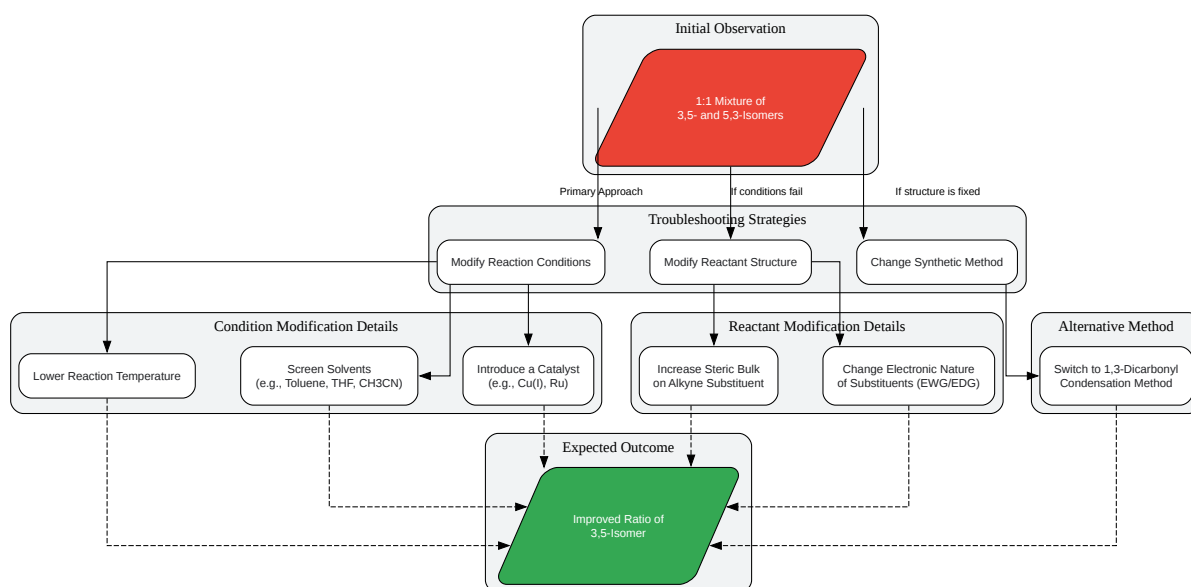 Initial Observation
1:1 Mixture of
3,5- and 5,3-Isomers
Primary Approach
If conditions fail
If structure is fixed
Troubleshooting Strategies
Modify Reaction Conditions
Modify Reactant Structure
Change Synthetic Method
Condition Modification Details
Reactant Modification Details
Alternative Method
Lower Reaction Temperature
Screen Solvents
(e.g., Toluene, THF, CH3CN)
Introduce a Catalyst
(e.g., Cu(I), Ru)
Increase Steric Bulk
on Alkyne Substituent
Change Electronic Nature
of Substituents (EWG/EDG)
Switch to 1,3-Dicarbonyl
Condensation Method
Expected Outcome
Improved Ratio of
3,5-Isomer